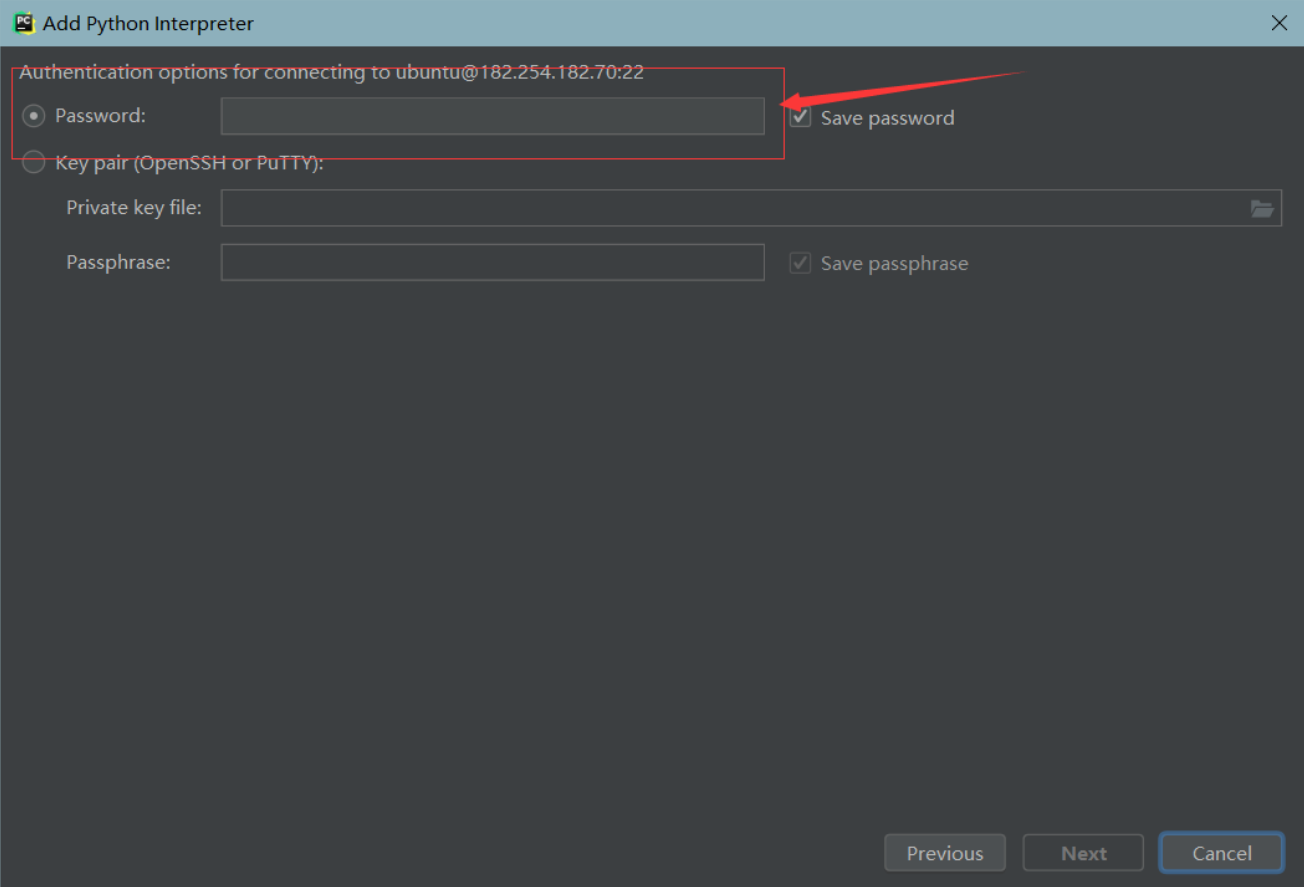 PC Add Python Interpreter
Authentication options for connecting to ubuntu@182.254.182.70:22
Password: Save password
Key pair (OpenSSH or PuTTY):
Private key file:
Passphrase: Save passphrase
Previous Next Cancel